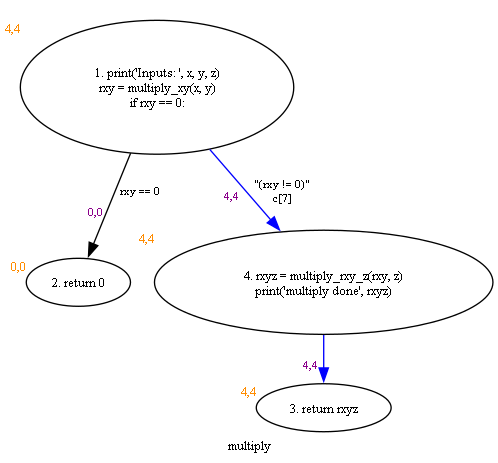 4,4
1. print('Inputs: ', x, y, z)
rxy = multiply_xy(x, y)
if rxy == 0:
rxy == 0
0,0
"(rxy != 0)"
c[7]
4,4
4,4
0,0
2. return 0
4. rxyz = multiply_rxy_z(rxy, z)
print('multiply done', rxyz)
4,4
4,4
3. return rxyz
multiply